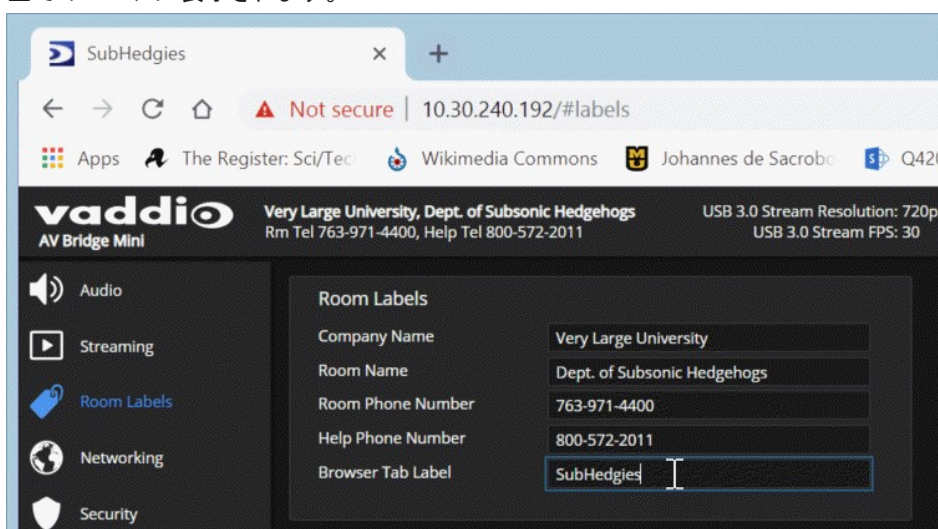 SubHedgies
Not secure | 10.30.240.192/#labels
Apps The Register: Sci/Tec Wikimedia Commons Johannes de Sacrobo Q42
vaddio
AV Bridge Mini
Very Large University, Dept. of Subsonic Hedgehogs
Rm Tel 763-971-4400, Help Tel 800-572-2011
USB 3.0 Stream Resolution: 720p
USB 3.0 Stream FPS: 30
Audio
Streaming
Room Labels
Networking
Security
Room Labels
Company Name Very Large University
Room Name Dept. of Subsonic Hedgehogs
Room Phone Number 763-971-4400
Help Phone Number 800-572-2011
Browser Tab Label SubHedgies